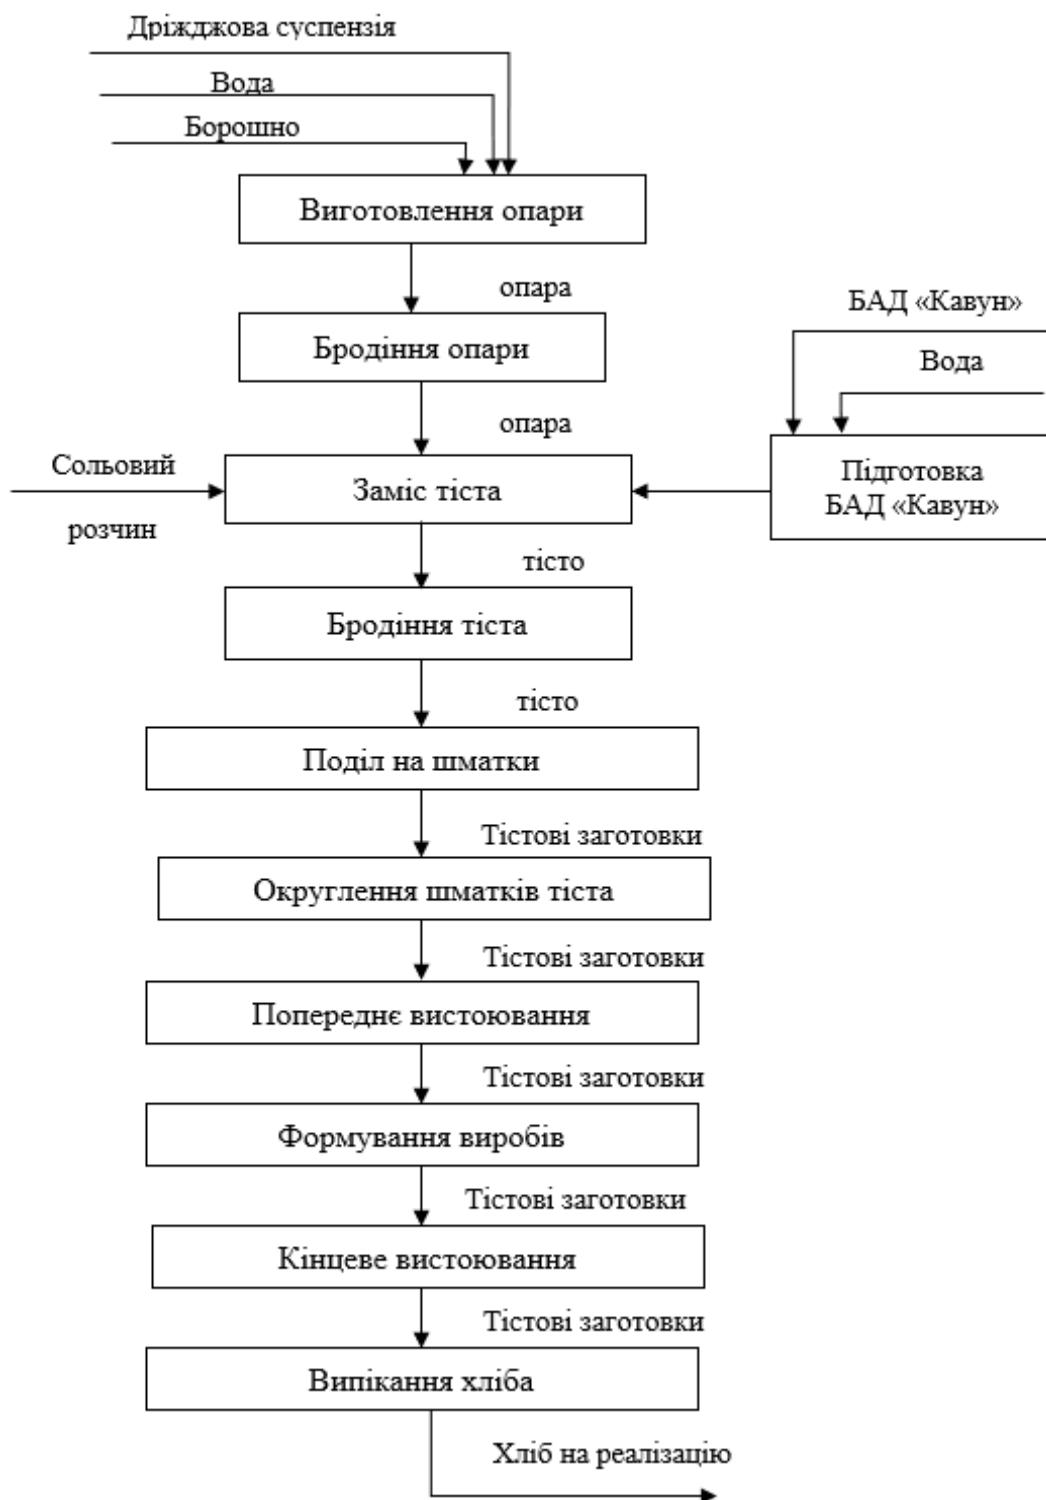 Дріжджова суспензія
Вода
Борошно
Виготовлення опари
опара
БАД «Кавун»
Бродіння опари
Вода
опара
Сольовий
розчин
Заміс тіста
Підготовка
БАД «Кавун»
тісто
Бродіння тіста
тісто
Поділ на шматки
Тістові заготовки
Округлення шматків тіста
Тістові заготовки
Попереднє вистоювання
Тістові заготовки
Формування виробів
Тістові заготовки
Кінцеве вистоювання
Тістові заготовки
Випікання хліба
Хліб на реалізацію